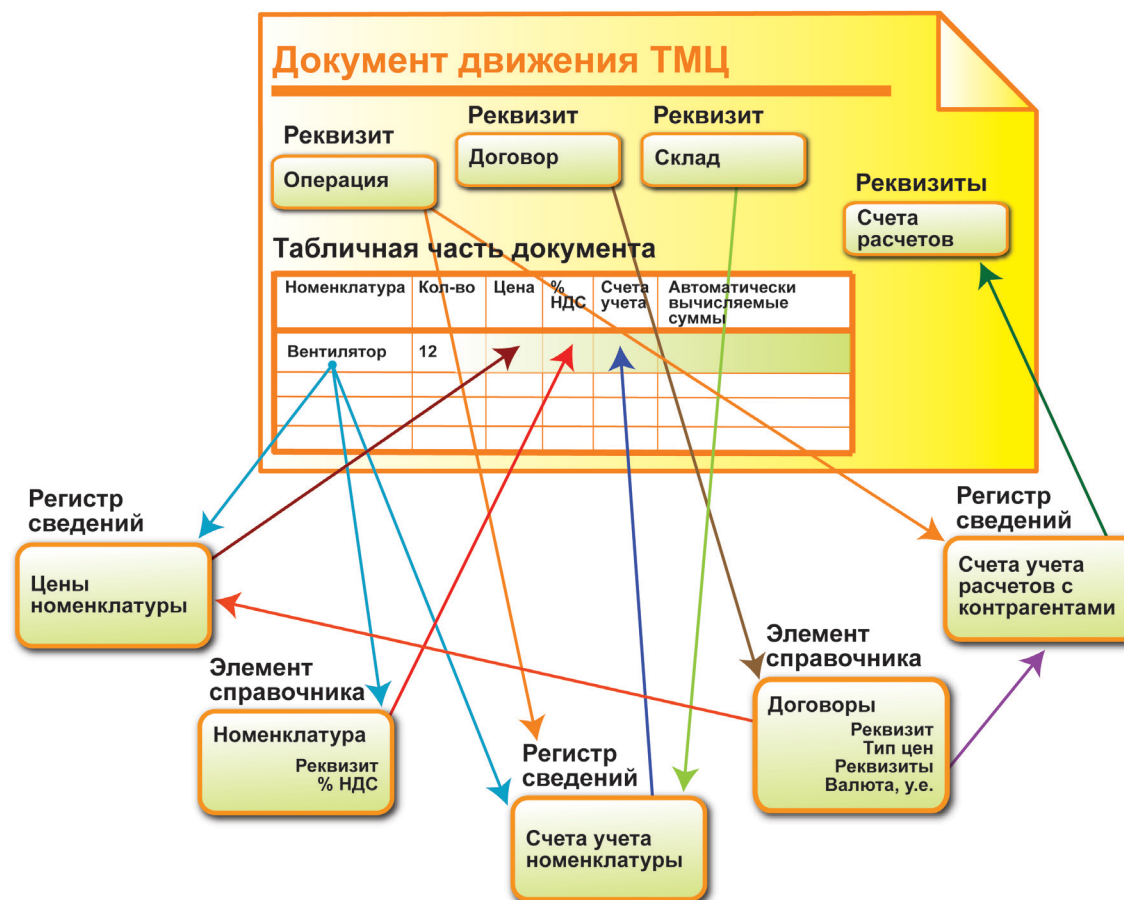 Документ движения ТМЦ
Реквизит
Операция
Реквизит
Договор
Реквизит
Склад
Реквизиты
Счета
расчетов
Табличная часть документа
Номенклатура
Кол-во
Цена
%
НДС
Счета
учета
Автоматически
вычисляемые
суммы
Вентилятор
12
Регистр
сведений
Цены
номенклатуры
Элемент
справочника
Номенклатура
Реквизит
% НДС
Регистр
сведений
Счета учета
номенклатуры
Элемент
справочника
Договоры
Реквизит
Тип цен
Реквизиты
Валюта, у.е.
Регистр
сведений
Счета учета
расчетов с
контрагентами